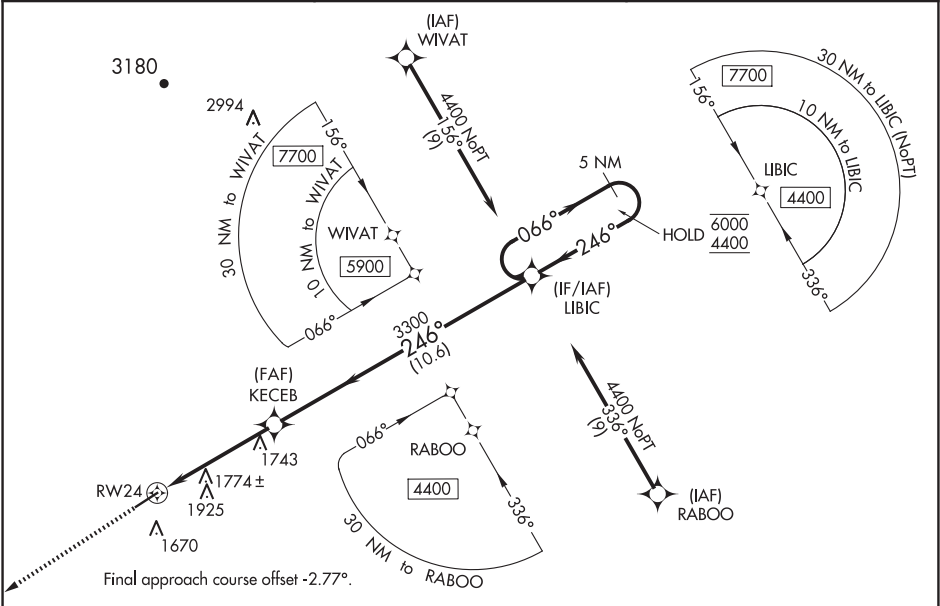 (IAF)
WIVAT
3180
2994
4400 NoPT
156°
(9)
30 NM to WIVAT
7700
156°
10 NM to WIVAT
WIVAT
5900
066°
5 NM
066°
246°
HOLD 6000
4400
(IF/IAF)
LIBIC
7700
156°
30 NM to LIBIC (NoPT)
10 NM to LIBIC
LIBIC
4400
336°
3300
246°
(10.6)
(FAF)
KECEB
1743
1774±
1925
RW24
1670
066°
RABOO
4400
336°
30 NM to RABOO
4400 NoPT
336°
(9)
(IAF)
RABOO
Final approach course offset -2.77°.